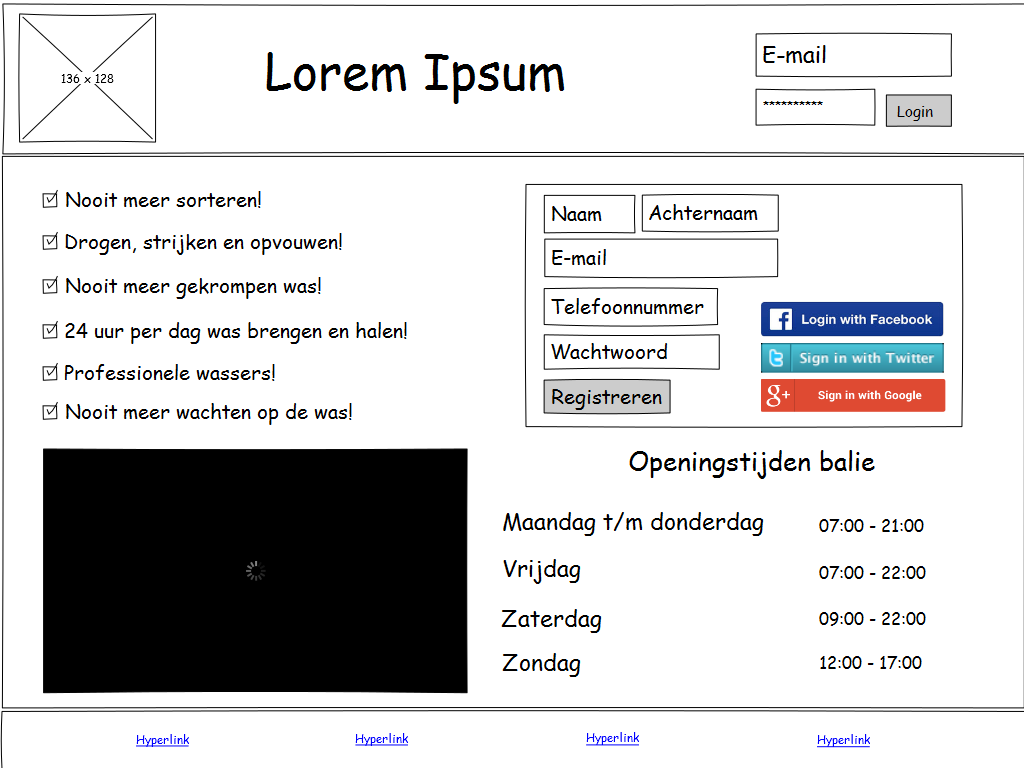 136 x 128
Lorem Ipsum
E-mail
**********
Login
Nooit meer sorteren!
Drogen, strijken en opvouwen!
Nooit meer gekrompen was!
24 uur per dag was brengen en halen!
Professionele wassers!
Nooit meer wachten op de was!
Naam
Achternaam
E-mail
Telefoonnummer
Wachtwoord
Registreren
Login with Facebook
Sign in with Twitter
g+ Sign in with Google
Openingstijden balie
Maandag t/m donderdag 07:00 - 21:00
Vrijdag 07:00 - 22:00
Zaterdag 09:00 - 22:00
Zondag 12:00 - 17:00
Hyperlink Hyperlink Hyperlink Hyperlink